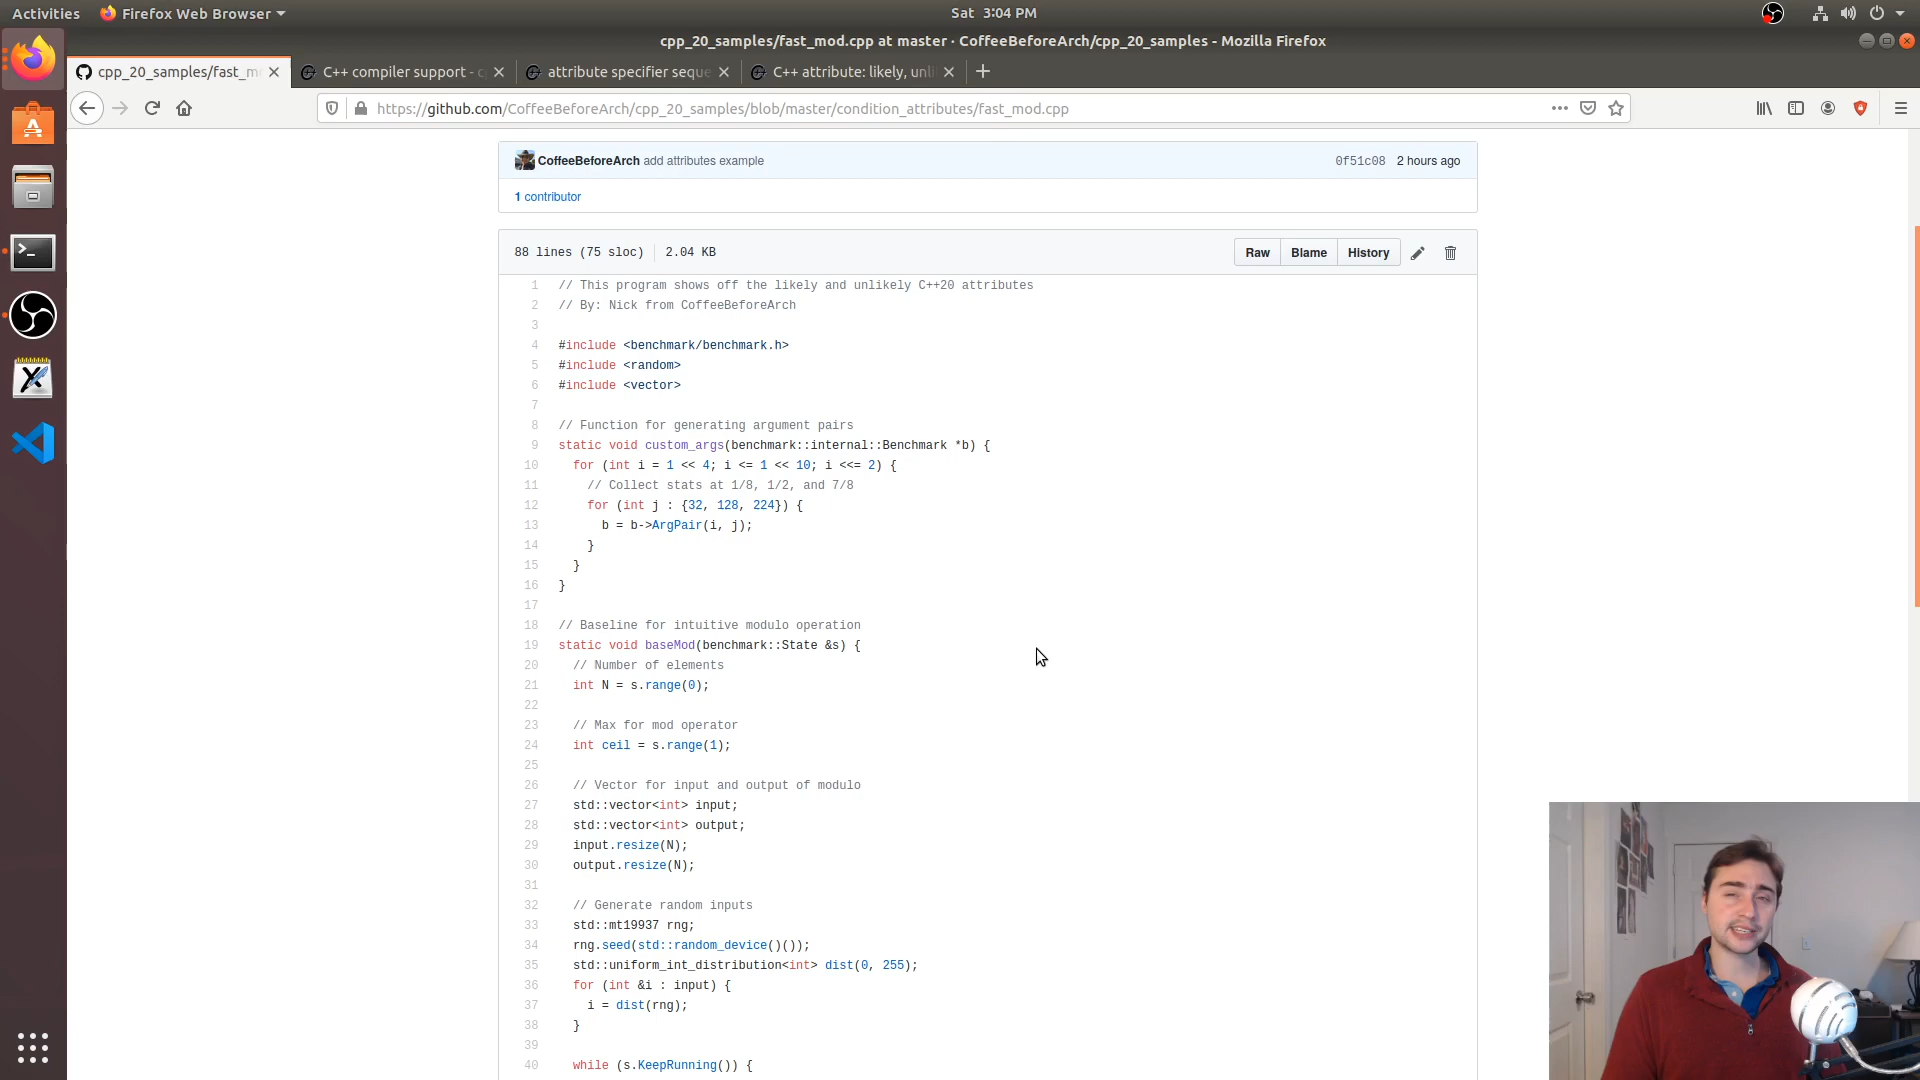 Activities Firefox Web Browser Sat 3:04 PM
cpp_20_samples/fast_mod.cpp at master · CoffeeBeforeArch/cpp_20_samples - Mozilla Firefox
cpp_20_samples/fast_m C++ compiler support - c attribute specifier seque C++ attribute: likely, unli
https://github.com/CoffeeBeforeArch/cpp_20_samples/blob/master/condition_attributes/fast_mod.cpp
CoffeeBeforeArch add attributes example 0f51c08 2 hours ago
1 contributor
88 lines (75 sloc) 2.04 KB Raw Blame History
1 // This program shows off the likely and unlikely C++20 attributes
2 // By: Nick from CoffeeBeforeArch
3
4 #include <benchmark/benchmark.h>
5 #include <random>
6 #include <vector>
7
8 // Function for generating argument pairs
9 static void custom_args(benchmark::internal::Benchmark *b) {
10 for (int i = 1 << 4; i <= 1 << 10; i <<= 2) {
11 // Collect stats at 1/8, 1/2, and 7/8
12 for (int j : {32, 128, 224}) {
13 b = b->ArgPair(i, j);
14 }
15 }
16 }
17
18 // Baseline for intuitive modulo operation
19 static void baseMod(benchmark::State &s) {
20 // Number of elements
21 int N = s.range(0);
22
23 // Max for mod operator
24 int ceil = s.range(1);
25
26 // Vector for input and output of modulo
27 std::vector<int> input;
28 std::vector<int> output;
29 input.resize(N);
30 output.resize(N);
31
32 // Generate random inputs
33 std::mt19937 rng;
34 rng.seed(std::random_device()());
35 std::uniform_int_distribution<int> dist(0, 255);
36 for (int &i : input) {
37 i = dist(rng);
38 }
39
40 while (s.KeepRunning()) {